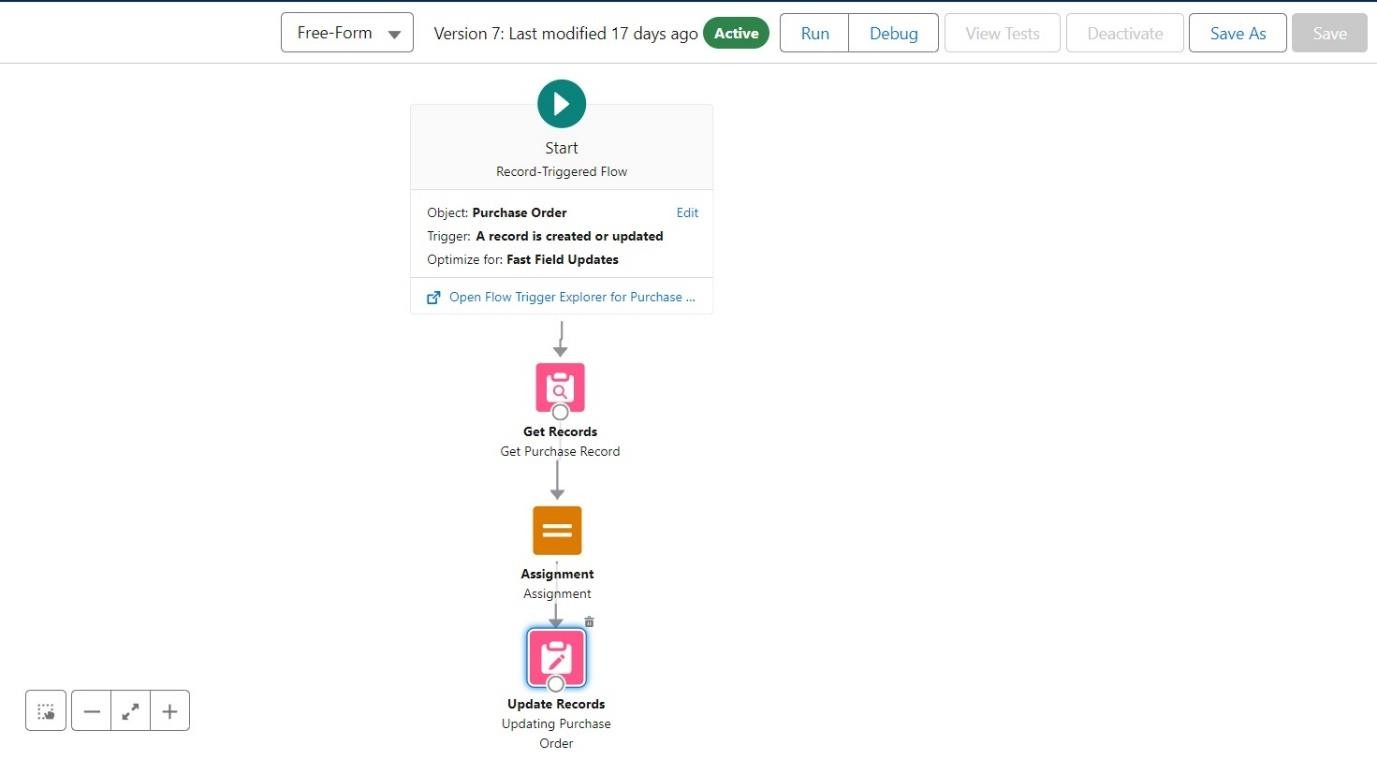 Free-Form
Version 7: Last modified 17 days ago
Active
Run
Debug
View Tests
Deactivate
Save As
Save
Start
Record-Triggered Flow
Object: Purchase Order
Edit
Trigger: A record is created or updated
Optimize for: Fast Field Updates
Open Flow Trigger Explorer for Purchase ...
Get Records
Get Purchase Record
Assignment
Assignment
Update Records
Updating Purchase
Order